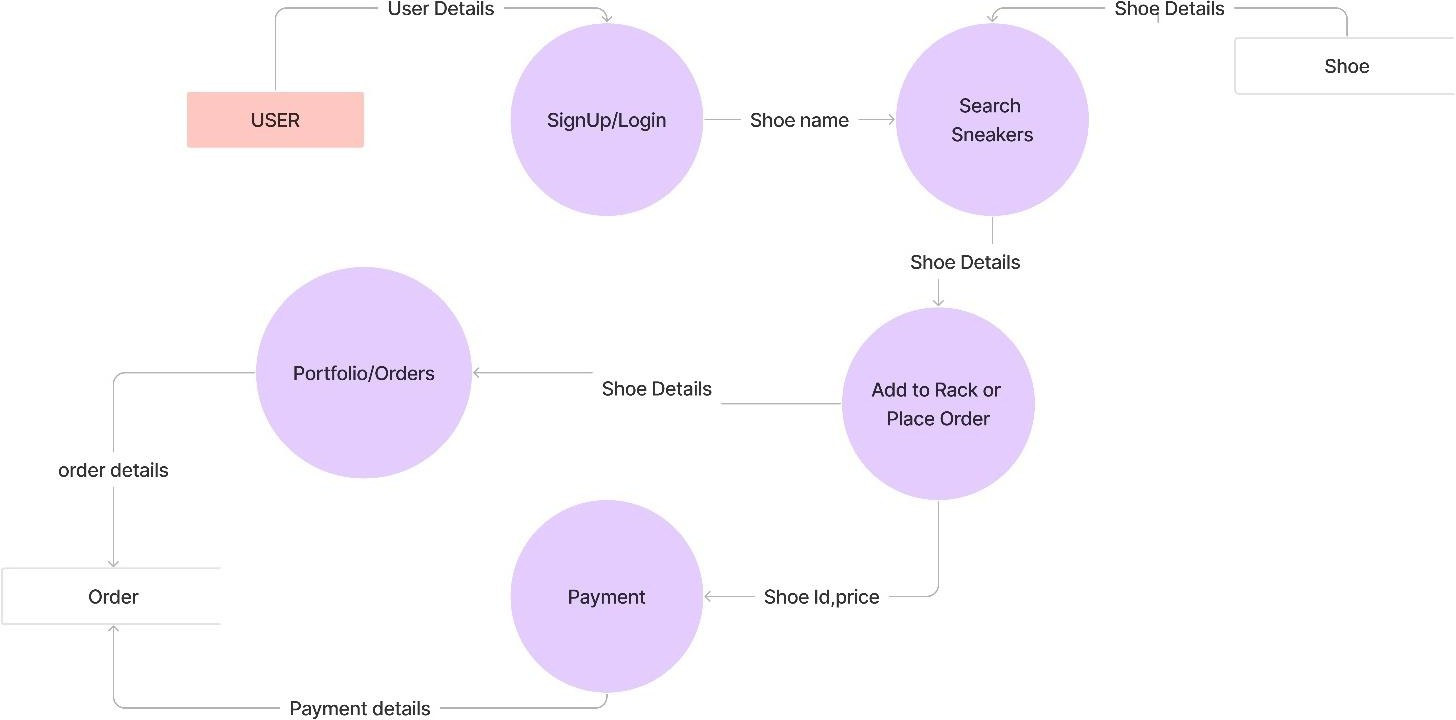 User Details
Shoe Details
Shoe
USER
SignUp/Login
Shoe name
Search
Sneakers
Shoe Details
Portfolio/Orders
Shoe Details
Add to Rack or
Place Order
order details
Order
Payment
Shoe Id,price
Payment details